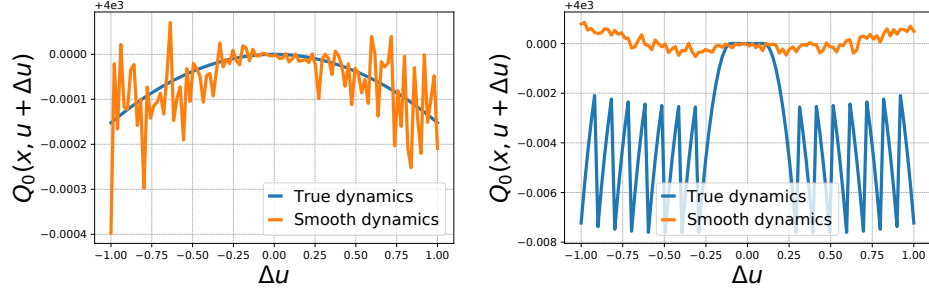 +4e3
Q₀(x, u + Δu)
0.0000
−0.0001
−0.0002
−0.0003
−0.0004
−1.00 −0.75 −0.50 −0.25 0.00 0.25 0.50 0.75 1.00
Δu
True dynamics
Smooth dynamics
+4e3
Q₀(x, u + Δu)
0.000
−0.002
−0.004
−0.006
−0.008
−1.00 −0.75 −0.50 −0.25 0.00 0.25 0.50 0.75 1.00
Δu
True dynamics
Smooth dynamics